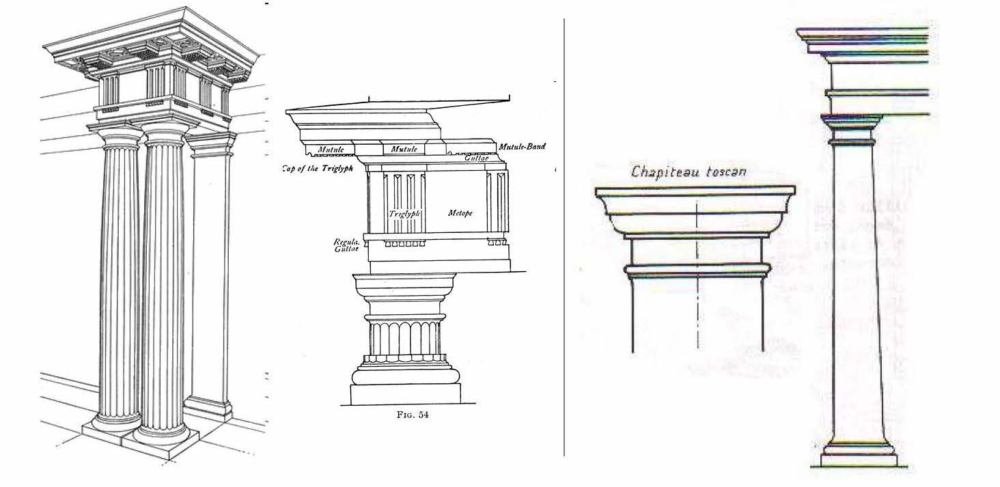 Mutule
Mutule
Mutule-Band
Guttae
Cap of the Triglyph
Triglyph
Metope
Regula.
Guttae
FIG. 54
Chapiteau toscan